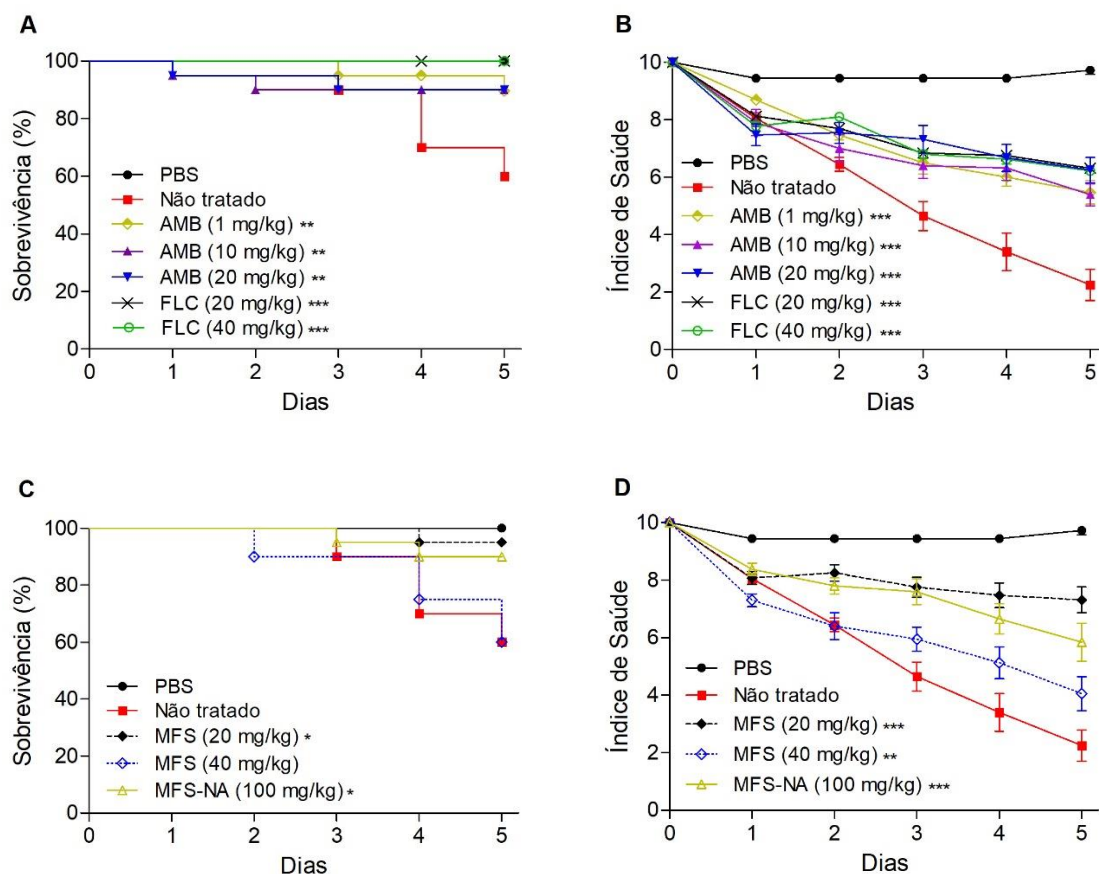 A
Sobrevivência (%)
100
80
60
40
20
0
0 1 2 3 4 5
Dias
PBS
Não tratado
AMB (1 mg/kg) **
AMB (10 mg/kg) **
AMB (20 mg/kg) **
FLC (20 mg/kg) ***
FLC (40 mg/kg) ***
B
Índice de Saúde
10
8
6
4
2
0
0 1 2 3 4 5
Dias
PBS
Não tratado
AMB (1 mg/kg) ***
AMB (10 mg/kg) ***
AMB (20 mg/kg) ***
FLC (20 mg/kg) ***
FLC (40 mg/kg) ***
C
Sobrevivência (%)
100
80
60
40
20
0
0 1 2 3 4 5
Dias
PBS
Não tratado
MFS (20 mg/kg) *
MFS (40 mg/kg)
MFS-NA (100 mg/kg) *
D
Índice de Saúde
10
8
6
4
2
0
0 1 2 3 4 5
Dias
PBS
Não tratado
MFS (20 mg/kg) ***
MFS (40 mg/kg) **
MFS-NA (100 mg/kg) ***